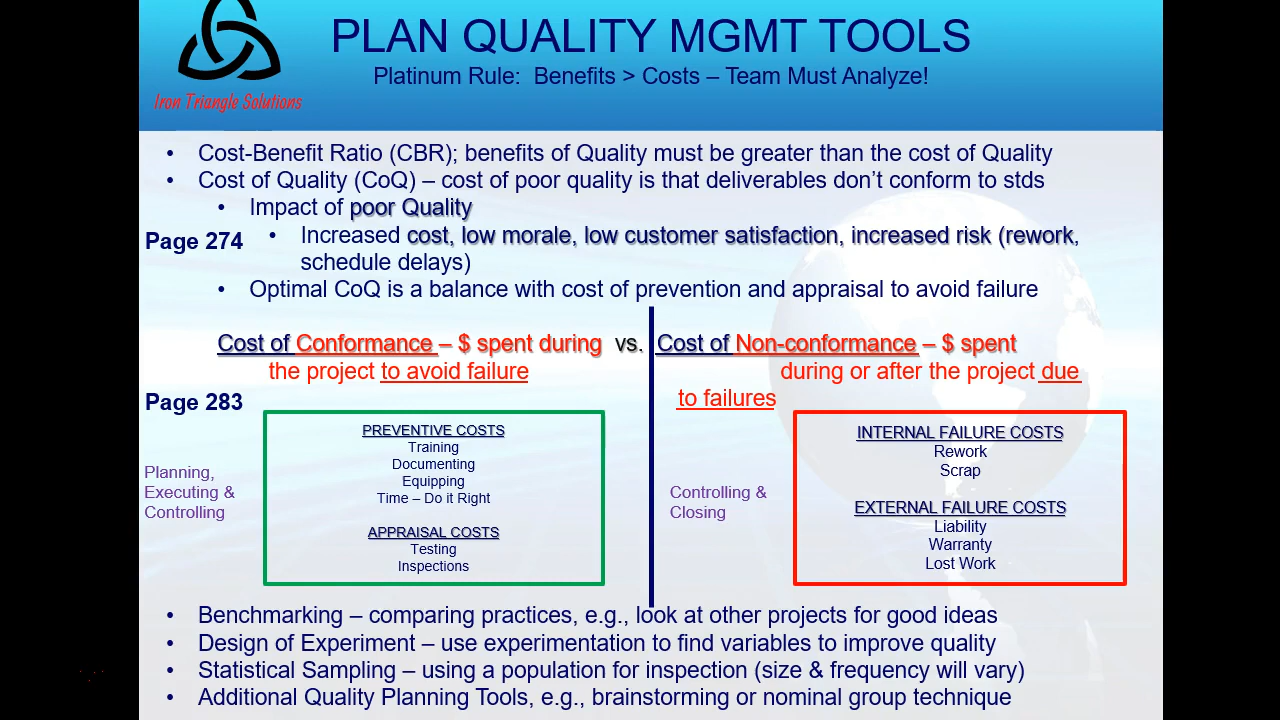 PLAN QUALITY MGMT TOOLS
Platinum Rule:  Benefits > Costs – Team Must Analyze!
Iron Triangle Solutions
• Cost-Benefit Ratio (CBR); benefits of Quality must be greater than the cost of Quality
• Cost of Quality (CoQ) – cost of poor quality is that deliverables don’t conform to stds
• Impact of poor Quality
Page 274
• Increased cost, low morale, low customer satisfaction, increased risk (rework,
schedule delays)
• Optimal CoQ is a balance with cost of prevention and appraisal to avoid failure
Cost of Conformance – $ spent during
the project to avoid failure
vs.
Cost of Non-conformance – $ spent
during or after the project due
to failures
Page 283
Planning,
Executing &
Controlling
PREVENTIVE COSTS
Training
Documenting
Equipping
Time – Do it Right
APPRAISAL COSTS
Testing
Inspections
Controlling &
Closing
INTERNAL FAILURE COSTS
Rework
Scrap
EXTERNAL FAILURE COSTS
Liability
Warranty
Lost Work
• Benchmarking – comparing practices, e.g., look at other projects for good ideas
• Design of Experiment – use experimentation to find variables to improve quality
• Statistical Sampling – using a population for inspection (size & frequency will vary)
• Additional Quality Planning Tools, e.g., brainstorming or nominal group technique